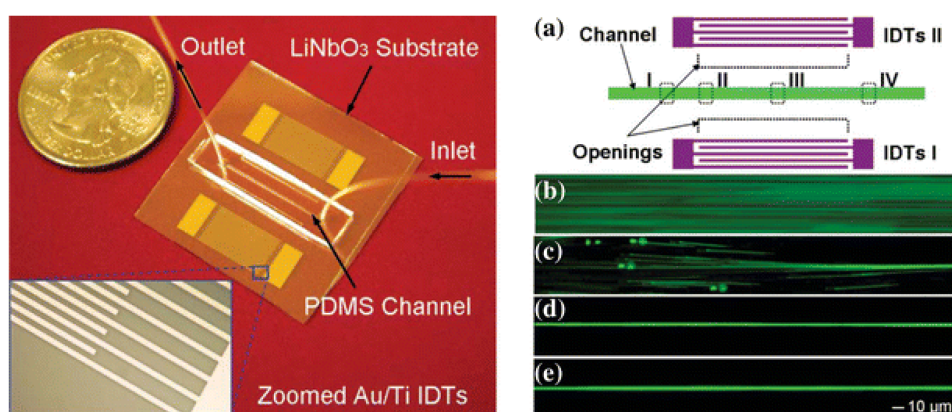 Outlet
LiNbO3 Substrate
Inlet
PDMS Channel
Zoomed Au/Ti IDTs
(a)
Channel
IDTs II
I
II
III
IV
Openings
IDTs I
(b)
(c)
(d)
(e)
10 µm